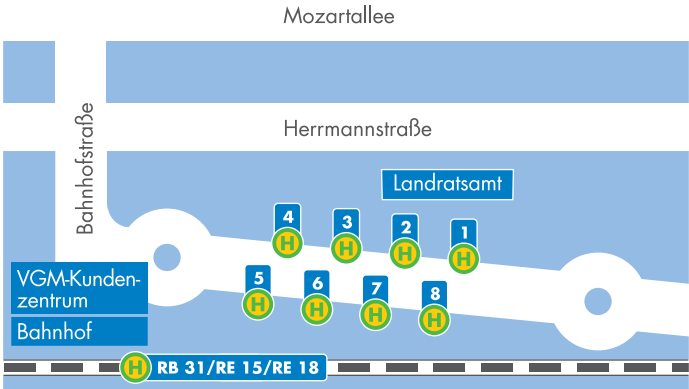 Mozartallee
Herrmannstraße
Bahnhofstraße
Landratsamt
4
H
3
H
2
H
1
H
5
H
6
H
7
H
8
H
VGM-Kunden-
zentrum
Bahnhof
H RB 31/RE 15/RE 18